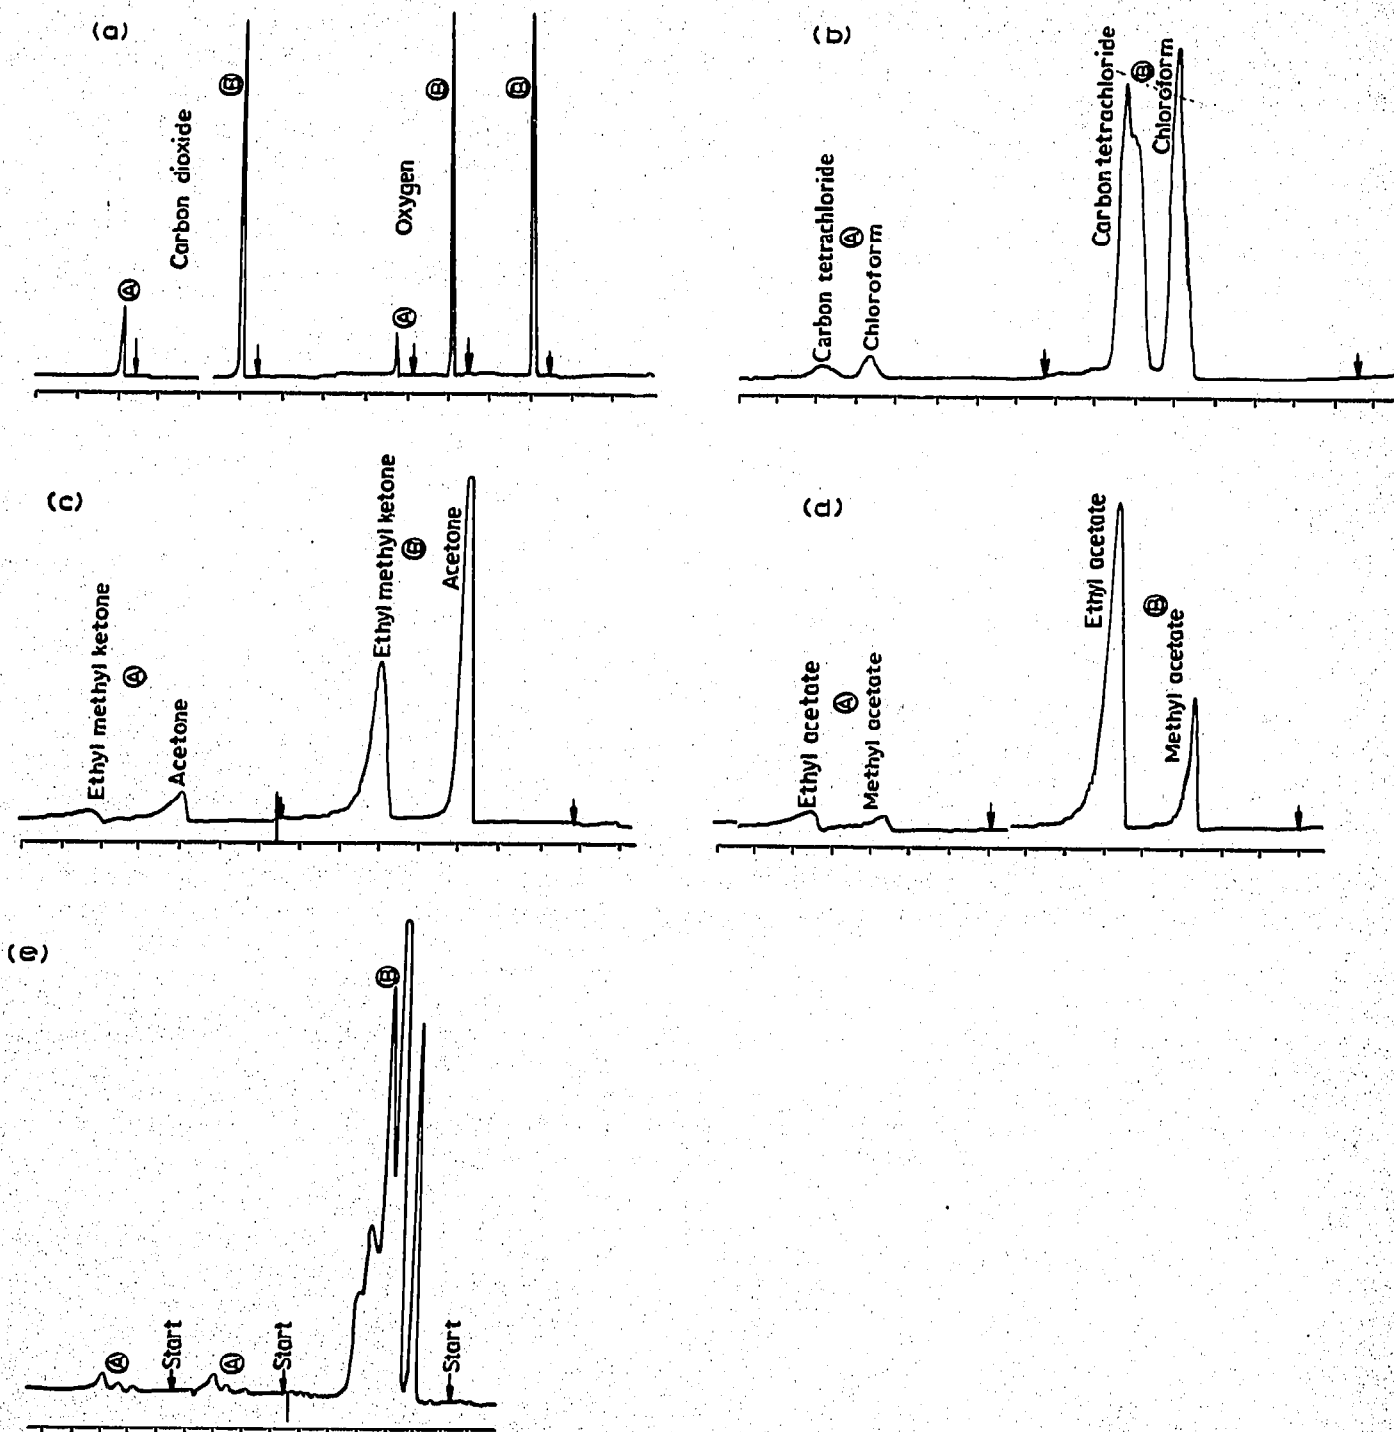 (a)
Ⓐ
Carbon dioxide
Ⓑ
Ⓐ
Oxygen
Ⓑ
Ⓑ
(b)
Carbon tetrachloride
Ⓐ
Chloroform
Carbon tetrachloride
Ⓑ
Chloroform
(c)
Ethyl methyl ketone
Ⓐ
Acetone
Ethyl methyl ketone
Ⓑ
Acetone
(d)
Ethyl acetate
Ⓐ
Methyl acetate
Ethyl acetate
Ⓑ
Methyl acetate
(e)
Ⓐ
Start
Ⓐ
Start
Ⓑ
Start